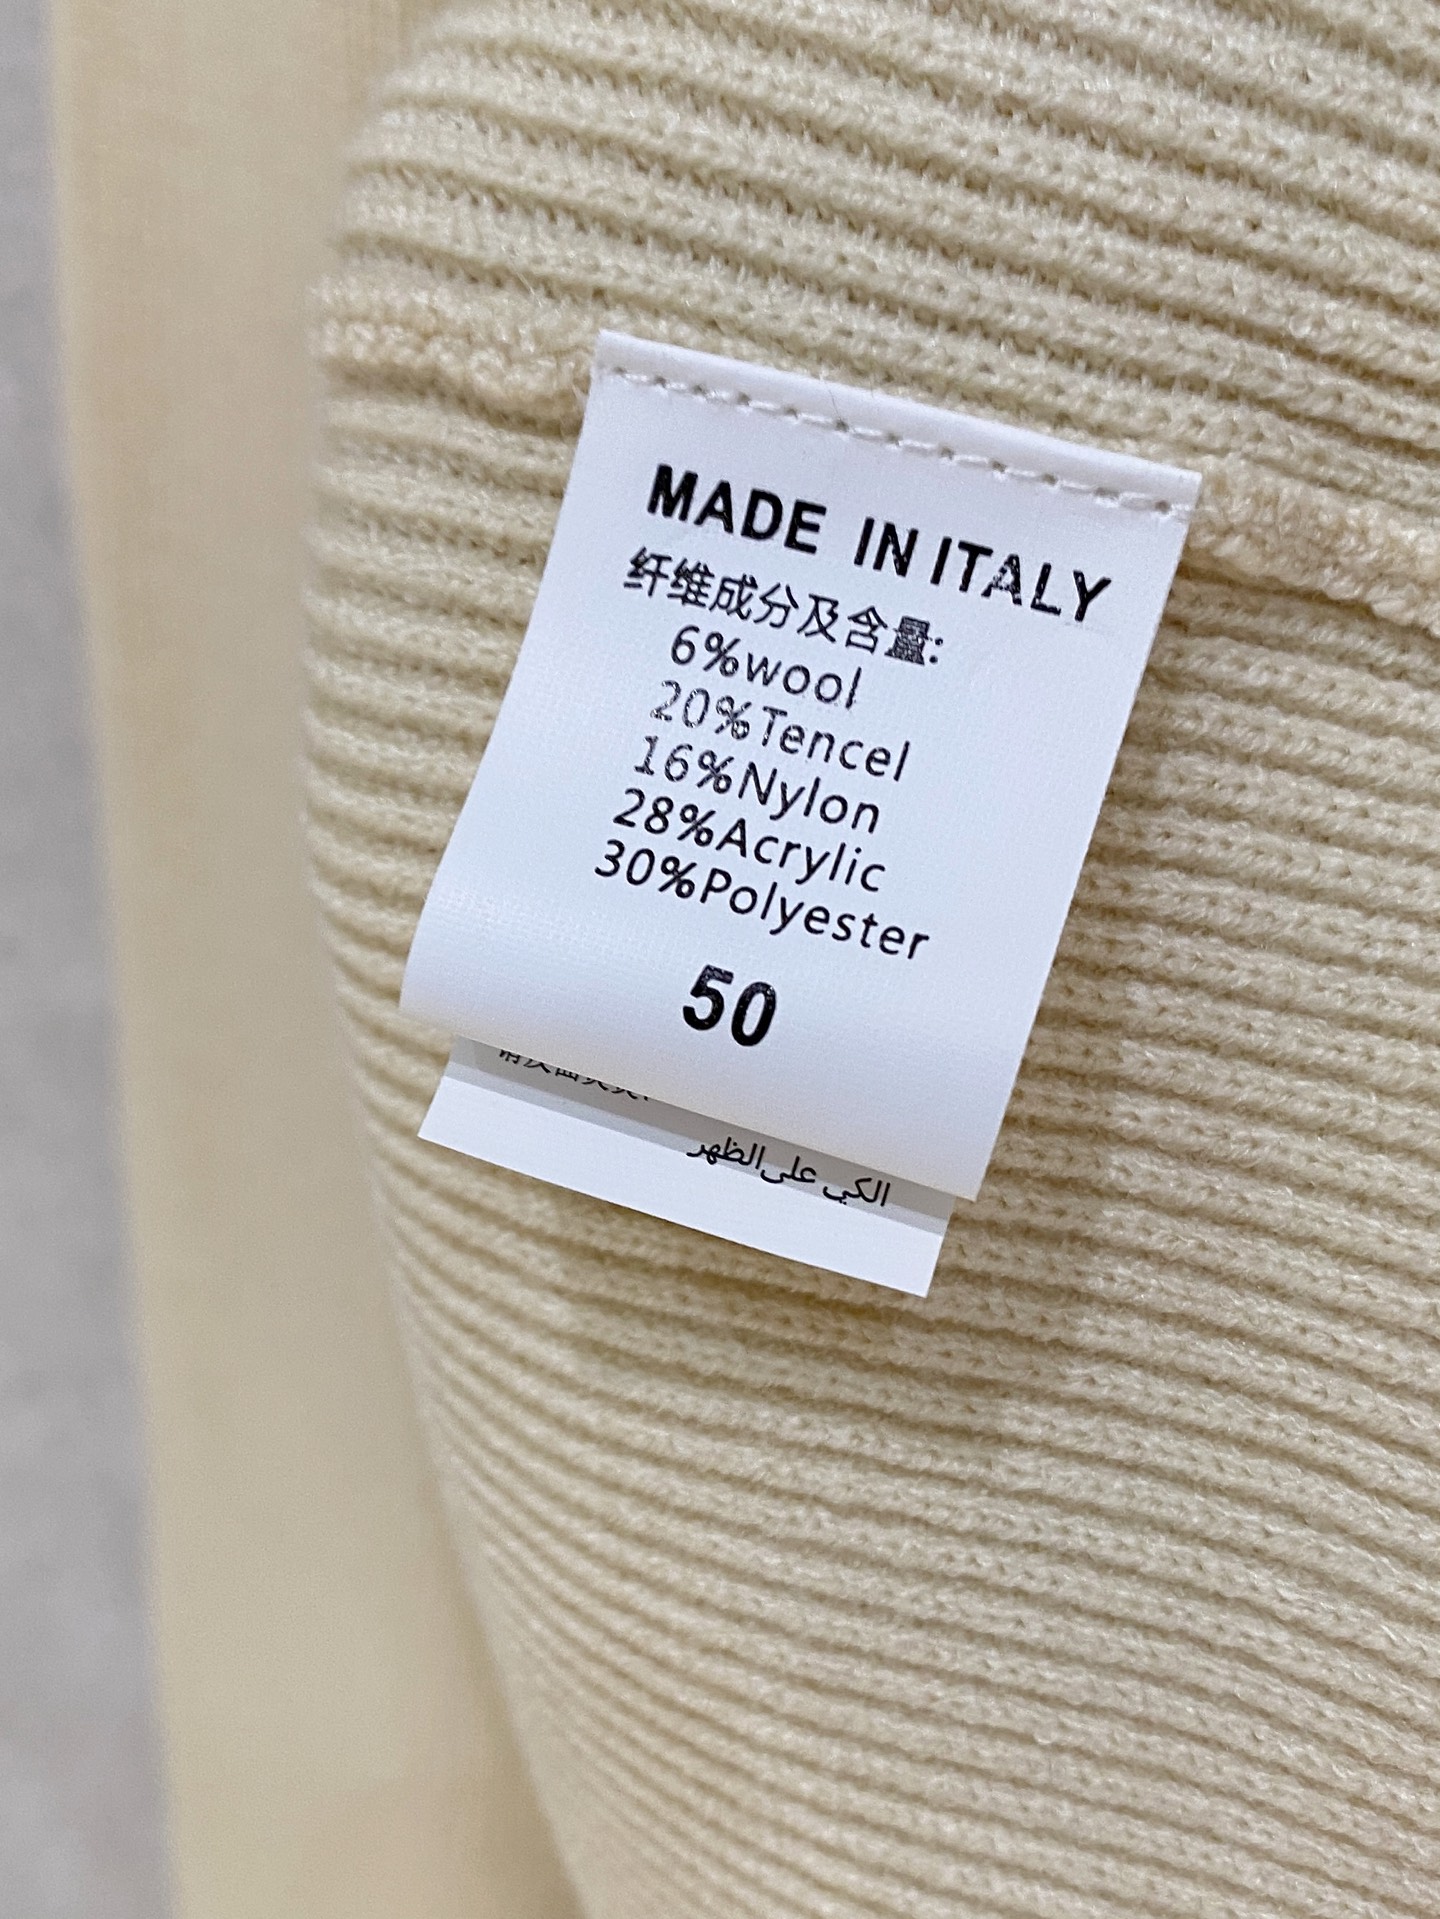 MADE IN ITALY
纤维成分及含量:
6%wool
20%Tencel
16%Nylon
28%Acrylic
30%Polyester
50
الكي على الظهر